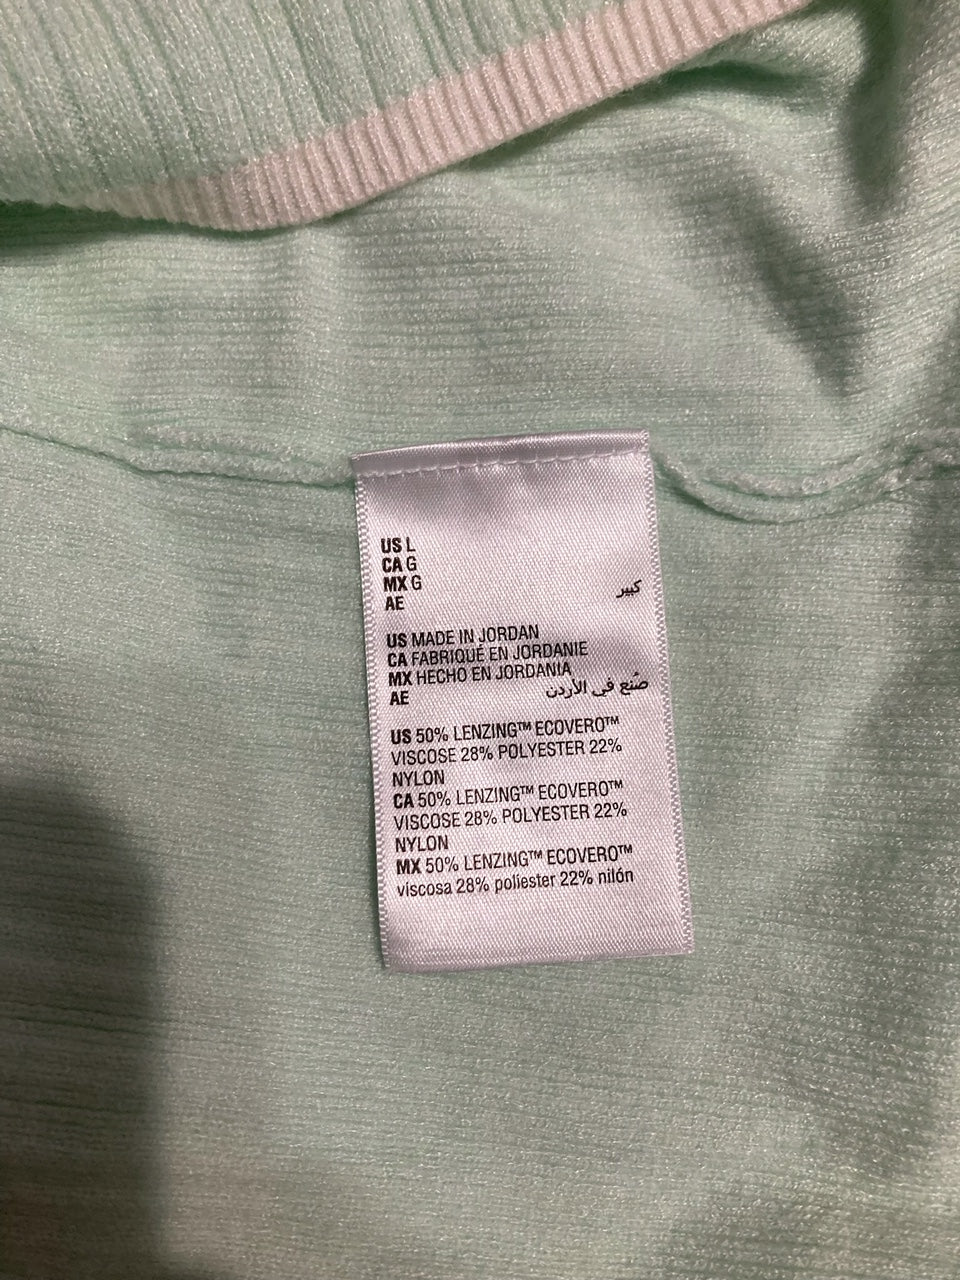 US L
CA G
MX G
AE كبير
US MADE IN JORDAN
CA FABRIQUÉ EN JORDANIE
MX HECHO EN JORDANIA
AE صُنع في الأردن
US 50% LENZING™ ECOVERO™
VISCOSE 28% POLYESTER 22%
NYLON
CA 50% LENZING™ ECOVERO™
VISCOSE 28% POLYESTER 22%
NYLON
MX 50% LENZING™ ECOVERO™
viscosa 28% poliester 22% nilón